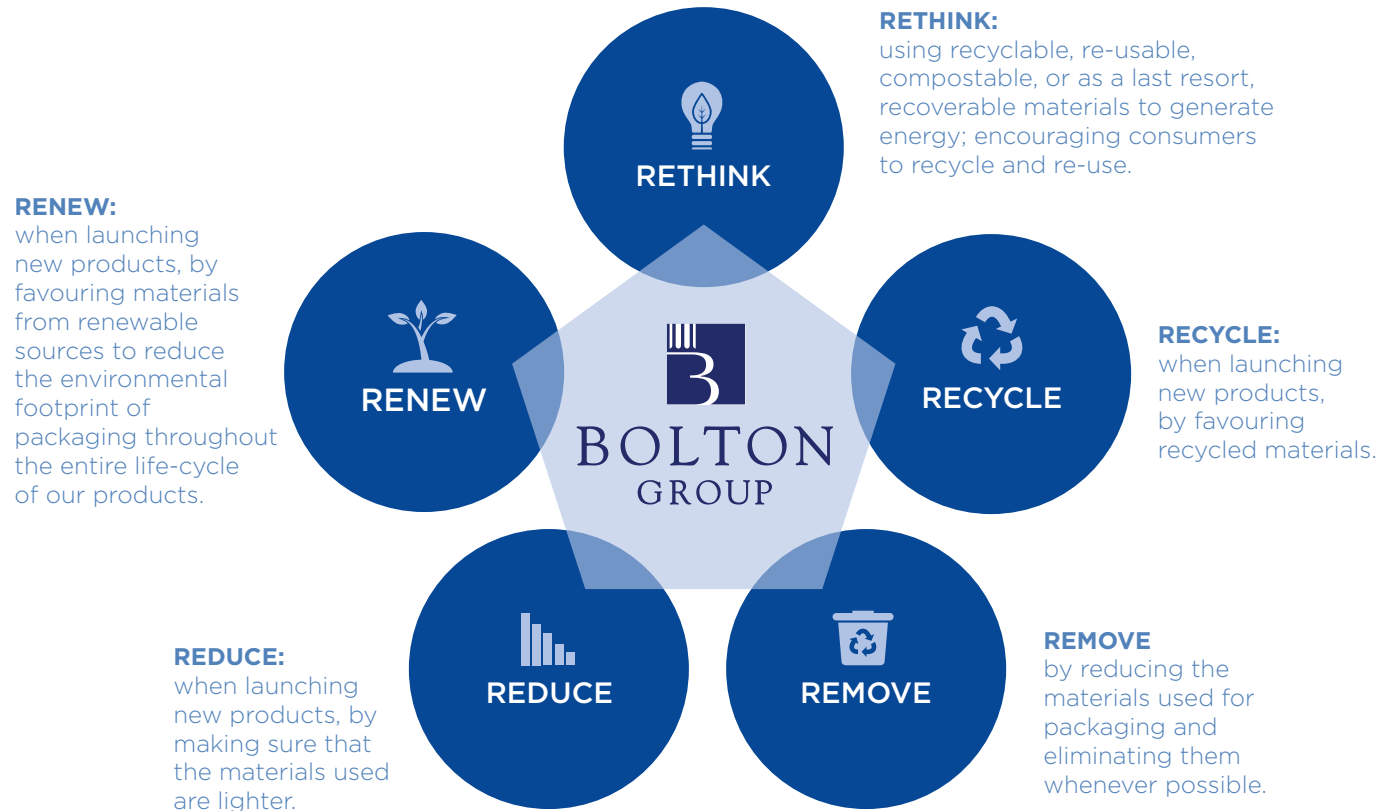 RETHINK:
using recyclable, re-usable,
compostable, or as a last resort,
recoverable materials to generate
energy; encouraging consumers
to recycle and re-use.
RETHINK
RENEW:
when launching
new products, by
favouring materials
from renewable
sources to reduce
the environmental
footprint of
packaging throughout
the entire life-cycle
of our products.
RENEW
BOLTON
GROUP
RECYCLE
RECYCLE:
when launching
new products,
by favouring
recycled materials.
REDUCE:
when launching
new products, by
making sure that
the materials used
are lighter.
REDUCE
REMOVE
REMOVE
by reducing the
materials used for
packaging and
eliminating them
whenever possible.